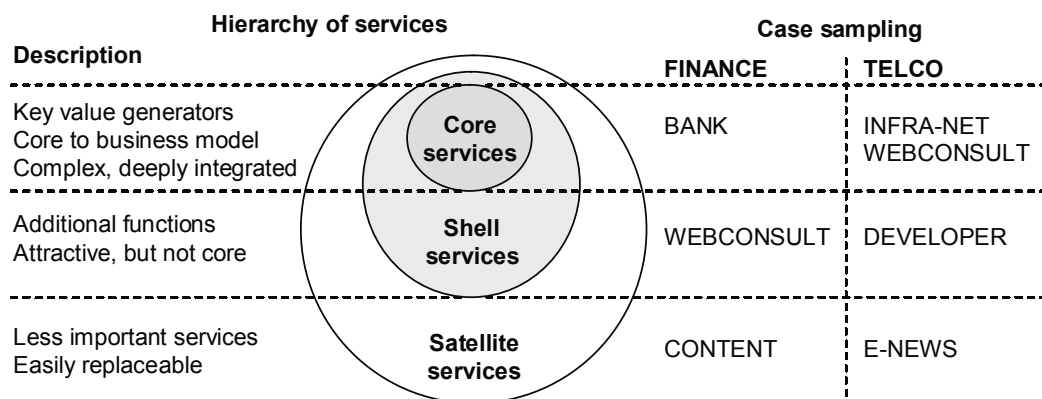 Hierarchy of services
Case sampling
Description
FINANCE
TELCO
Key value generators
Core to business model
Complex, deeply integrated
Core
services
BANK
INFRA-NET
WEBCONSULT
Additional functions
Attractive, but not core
Shell
services
WEBCONSULT
DEVELOPER
Less important services
Easily replaceable
Satellite
services
CONTENT
E-NEWS